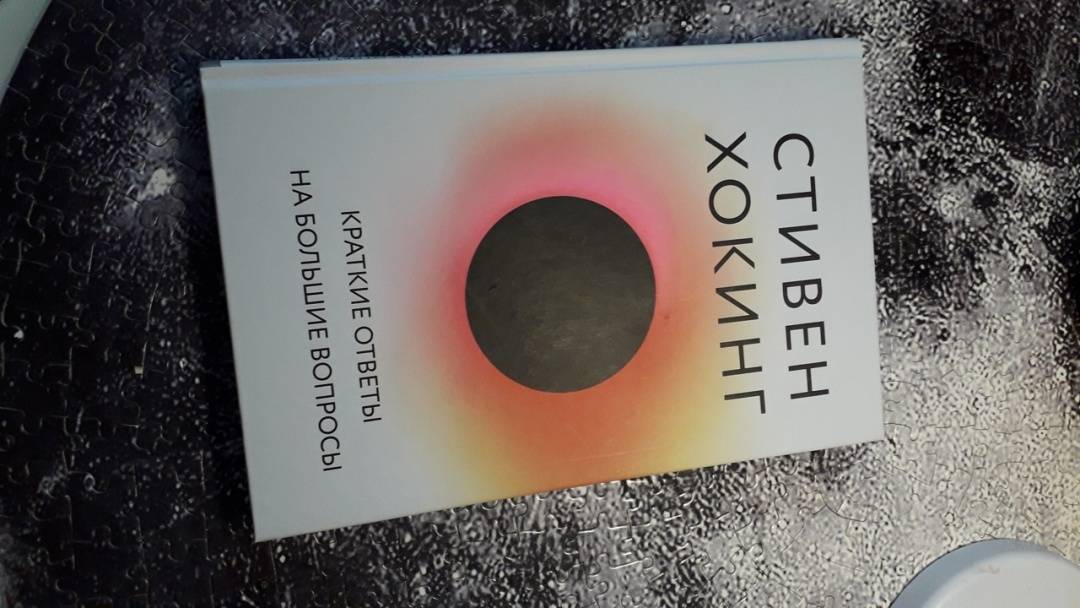 СТИВЕН
ХОКИНГ
КРАТКИЕ ОТВЕТЫ
НА БОЛЬШИЕ ВОПРОСЫ